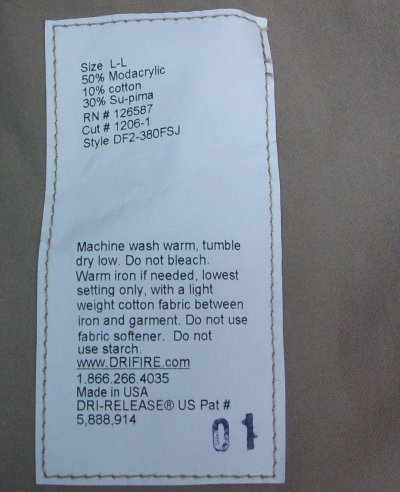 Size L-L
50% Modacrylic
10% cotton
30% Su-pima
RN # 126587
Cut # 1206-1
Style DF2-380FSJ
Machine wash warm, tumble
dry low. Do not bleach.
Warm iron if needed, lowest
setting only, with a light
weight cotton fabric between
iron and garment. Do not use
fabric softener. Do not
use starch.
www.DRIFIRE.com
1.866.266.4035
Made in USA
DRI-RELEASE® US Pat #
5,888,914
01